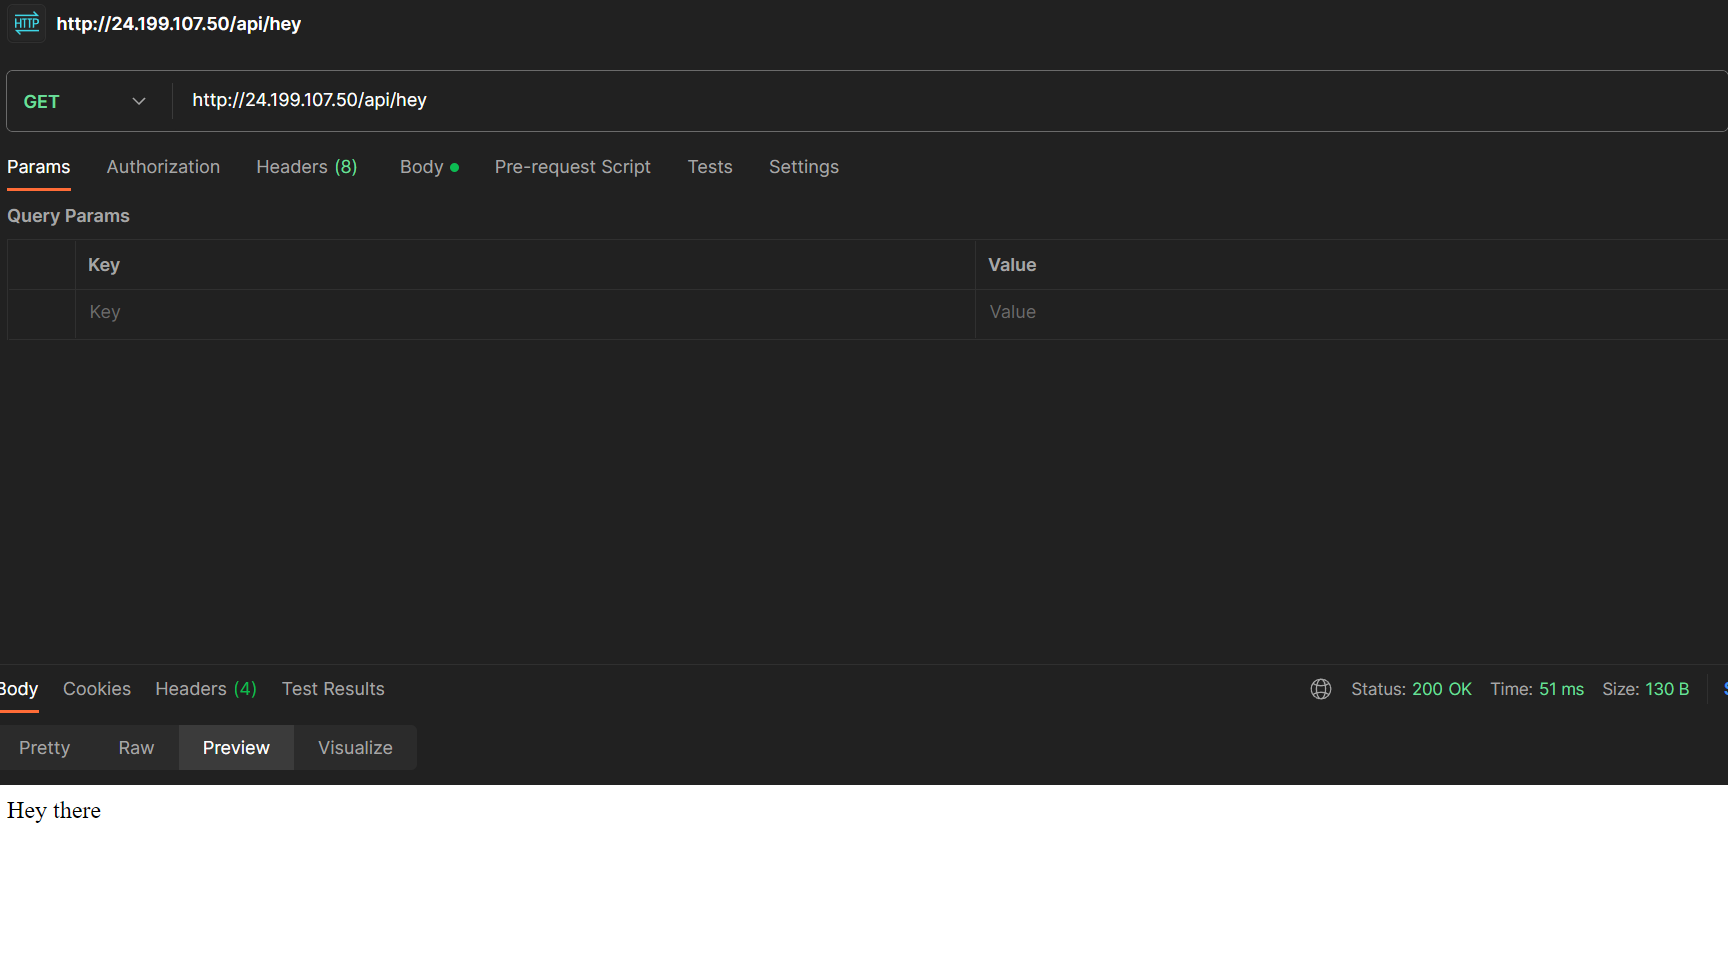 HTTP http://24.199.107.50/api/hey
GET http://24.199.107.50/api/hey
Params Authorization Headers (8) Body Pre-request Script Tests Settings
Query Params
Key Value
Key Value
Body Cookies Headers (4) Test Results Status: 200 OK Time: 51 ms Size: 130 B
Pretty Raw Preview Visualize
Hey there